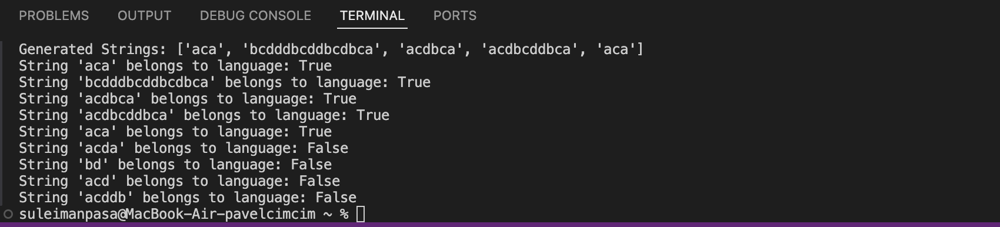 PROBLEMS OUTPUT DEBUG CONSOLE TERMINAL PORTS
Generated Strings: ['aca', 'bcdddbcddbcdbca', 'acdbca', 'acdbcddbca', 'aca']
String 'aca' belongs to language: True
String 'bcdddbcddbcdbca' belongs to language: True
String 'acdbca' belongs to language: True
String 'acdbcddbca' belongs to language: True
String 'aca' belongs to language: True
String 'acda' belongs to language: False
String 'bd' belongs to language: False
String 'acd' belongs to language: False
String 'acddb' belongs to language: False
suleimanpasa@MacBook-Air-pavelcimcim ~ %